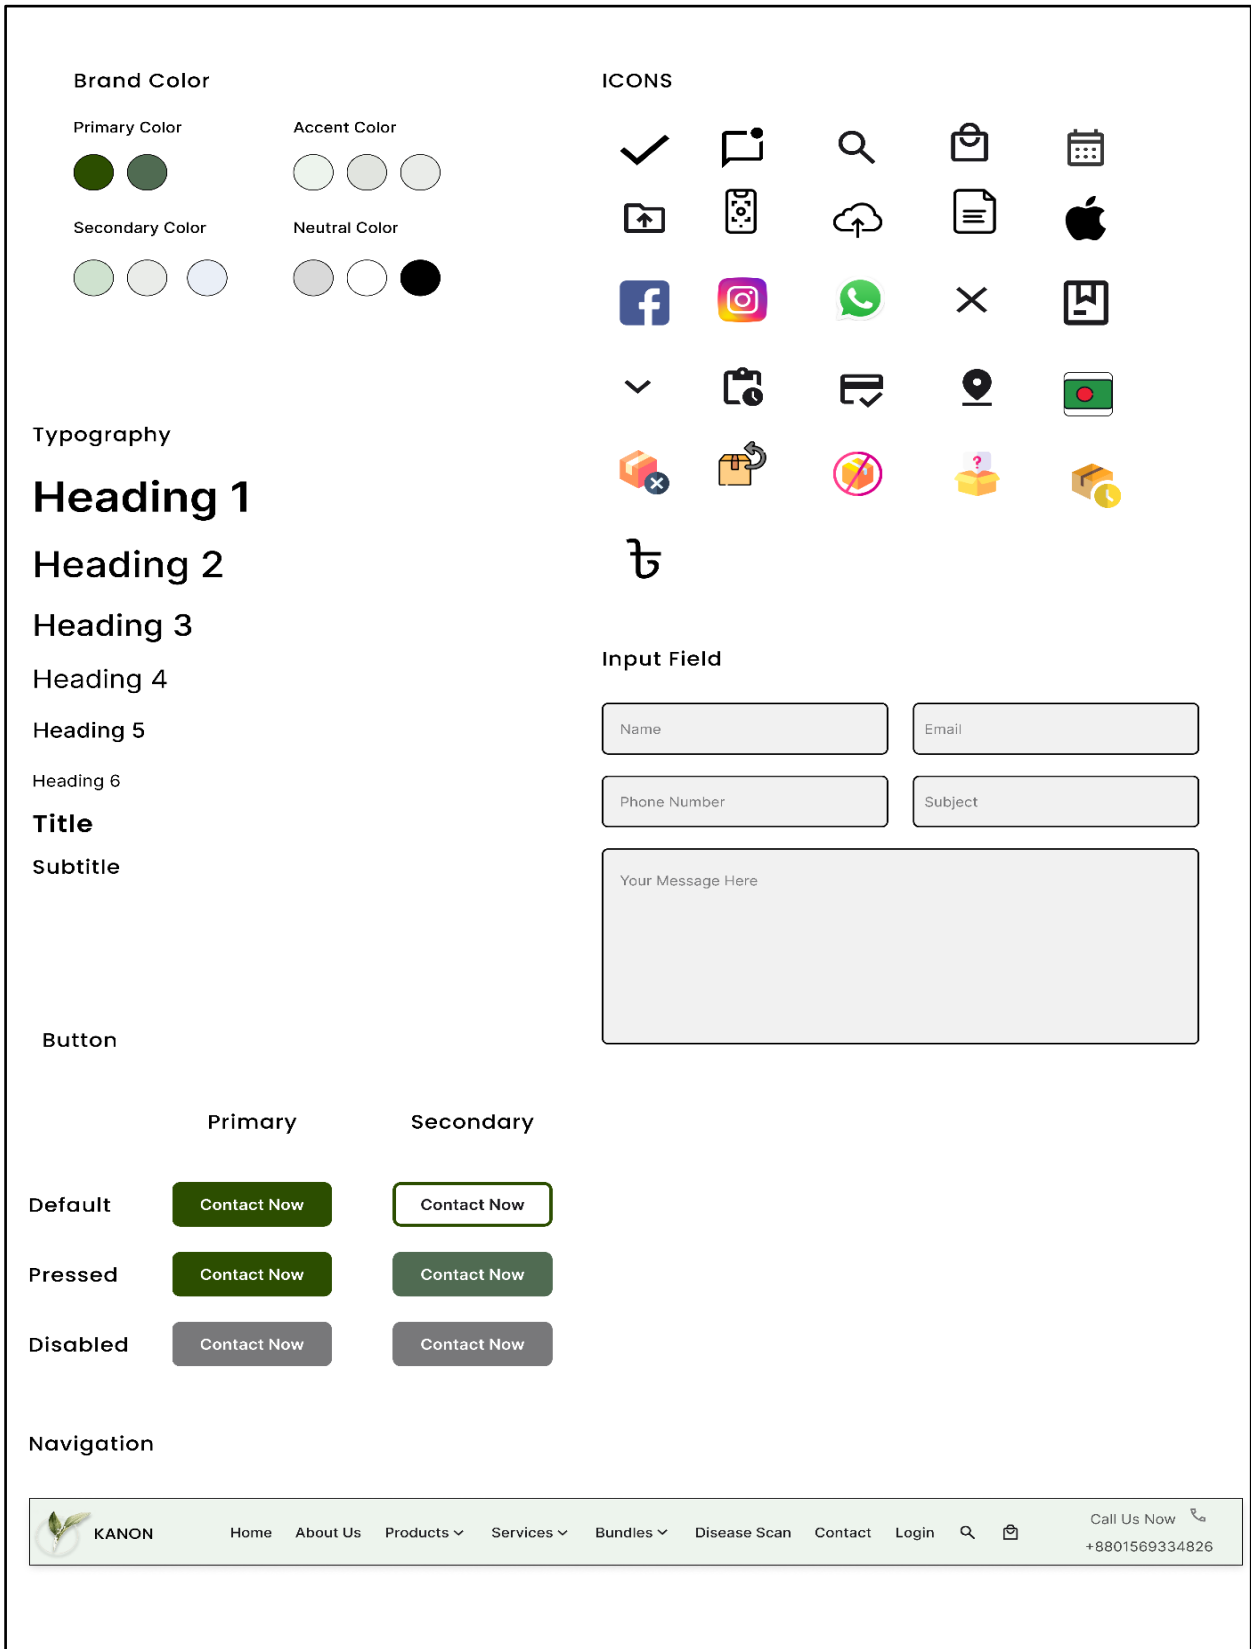 Brand Color
Primary Color
Accent Color
Secondary Color
Neutral Color
ICONS
?
৳
Typography
Heading 1
Heading 2
Heading 3
Heading 4
Heading 5
Heading 6
Title
Subtitle
Input Field
Name
Email
Phone Number
Subject
Your Message Here
Button
Primary Secondary
Default Contact Now Contact Now
Pressed Contact Now Contact Now
Disabled Contact Now Contact Now
Navigation
KANON Home About Us Products Services Bundles Disease Scan Contact Login
Call Us Now
+8801569334826